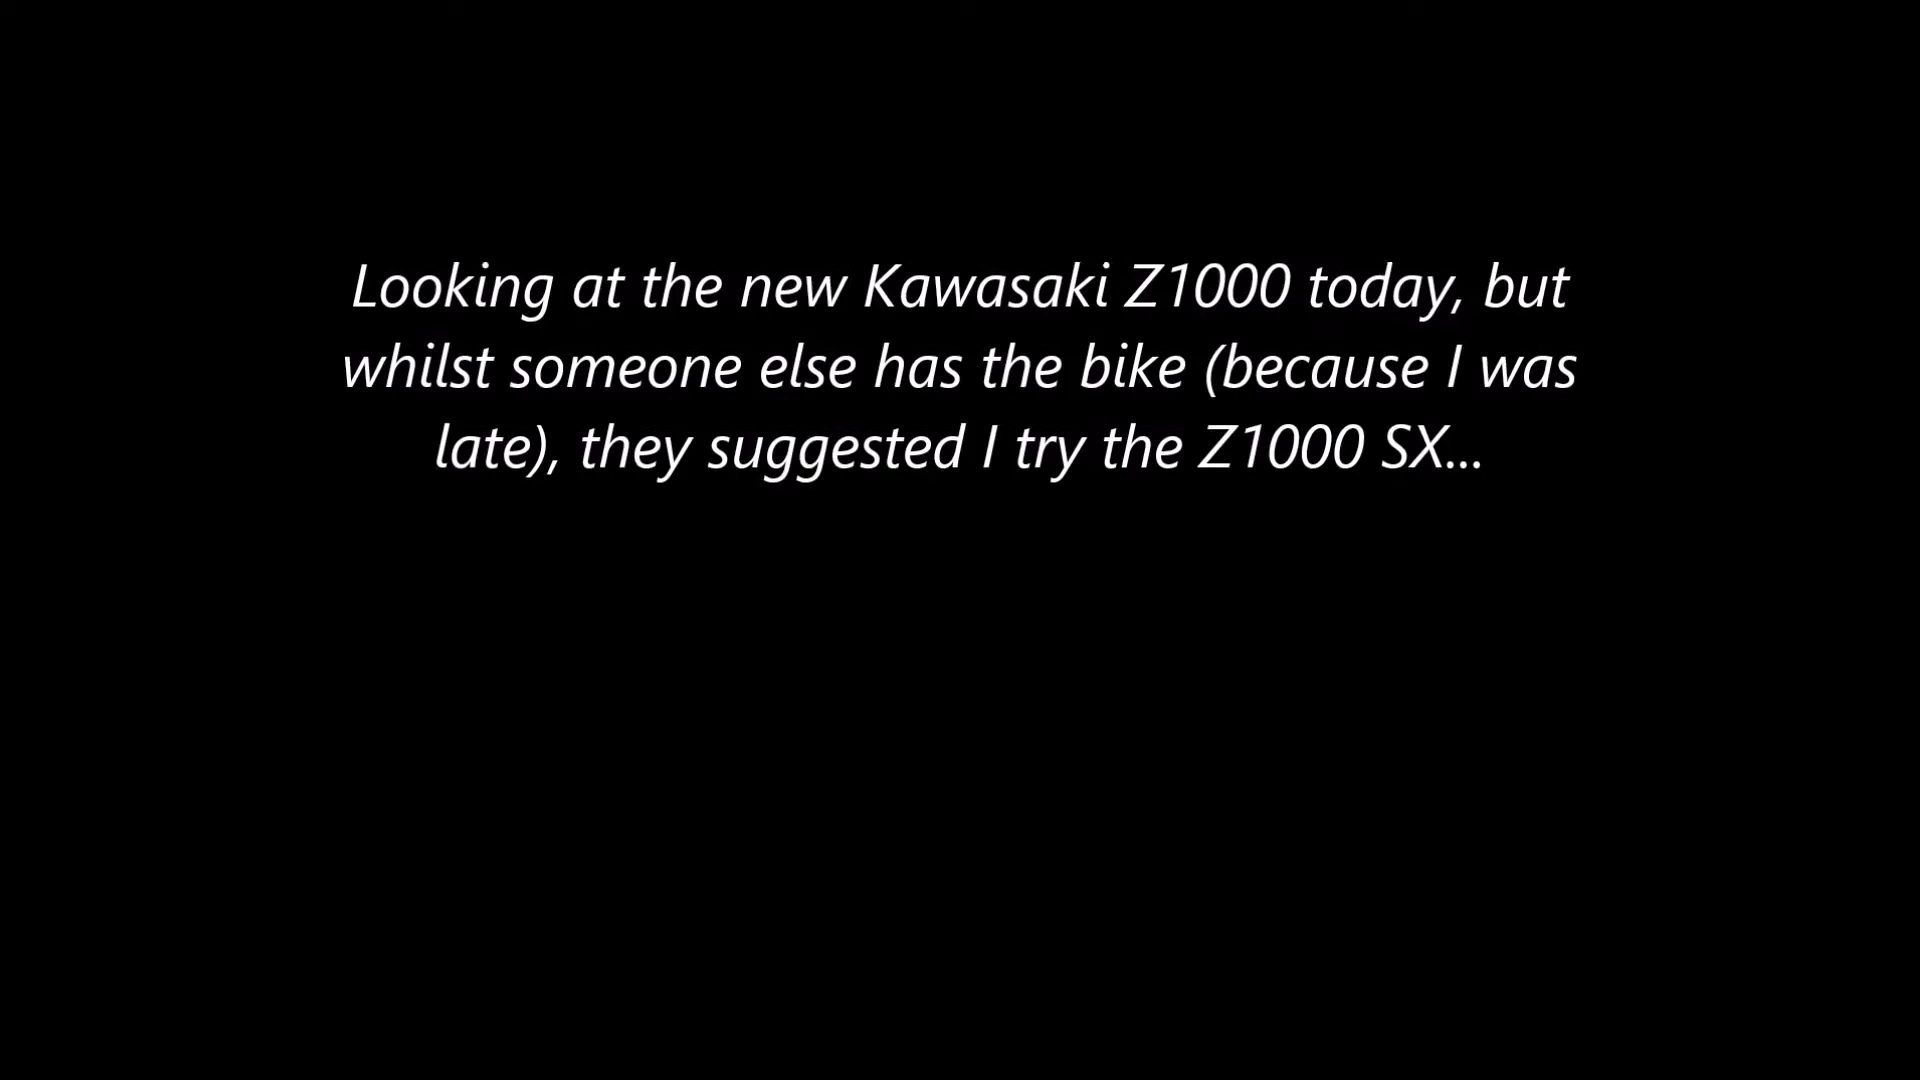 Looking at the new Kawasaki Z1000 today, but
whilst someone else has the bike (because I was
late), they suggested I try the Z1000 SX...